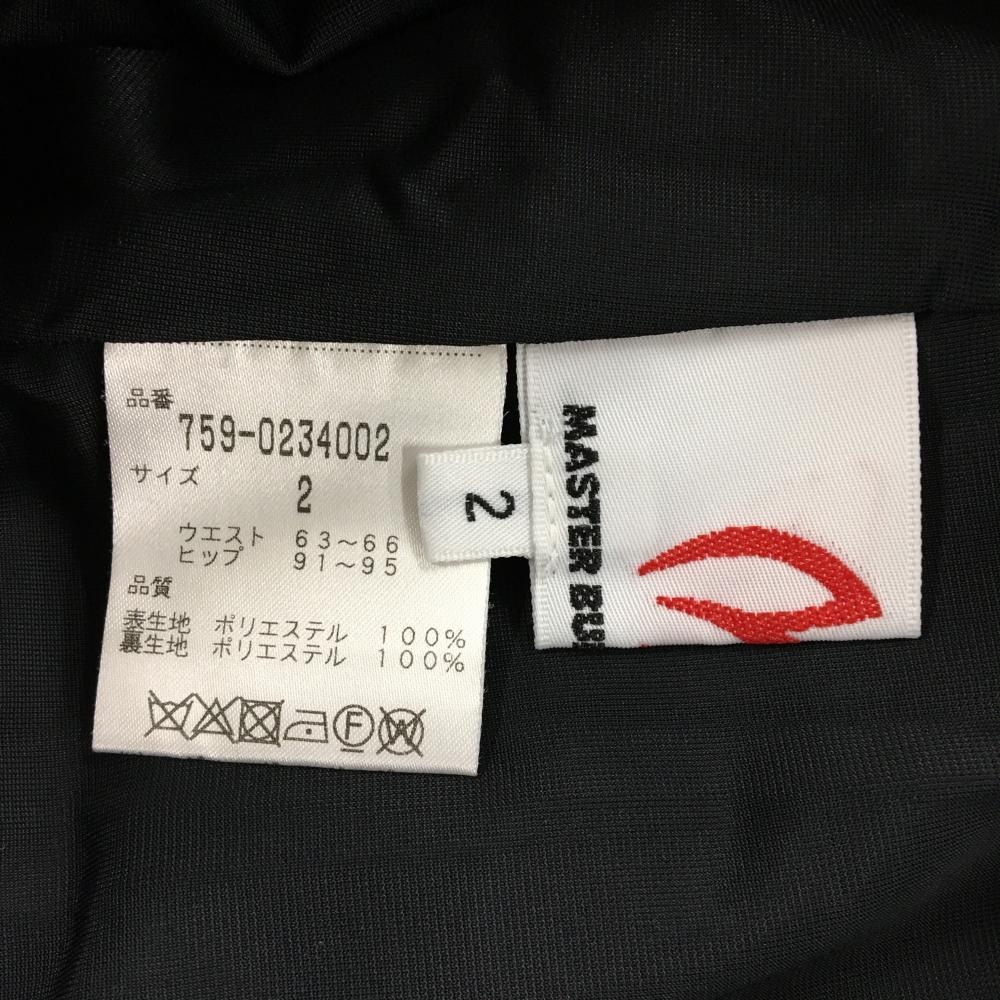 品番
759-0234002
サイズ
2
ウエスト 63～66
ヒップ 91～95
品質
表生地 ポリエステル 100%
裏生地 ポリエステル 100%
F W
2
MASTER BU